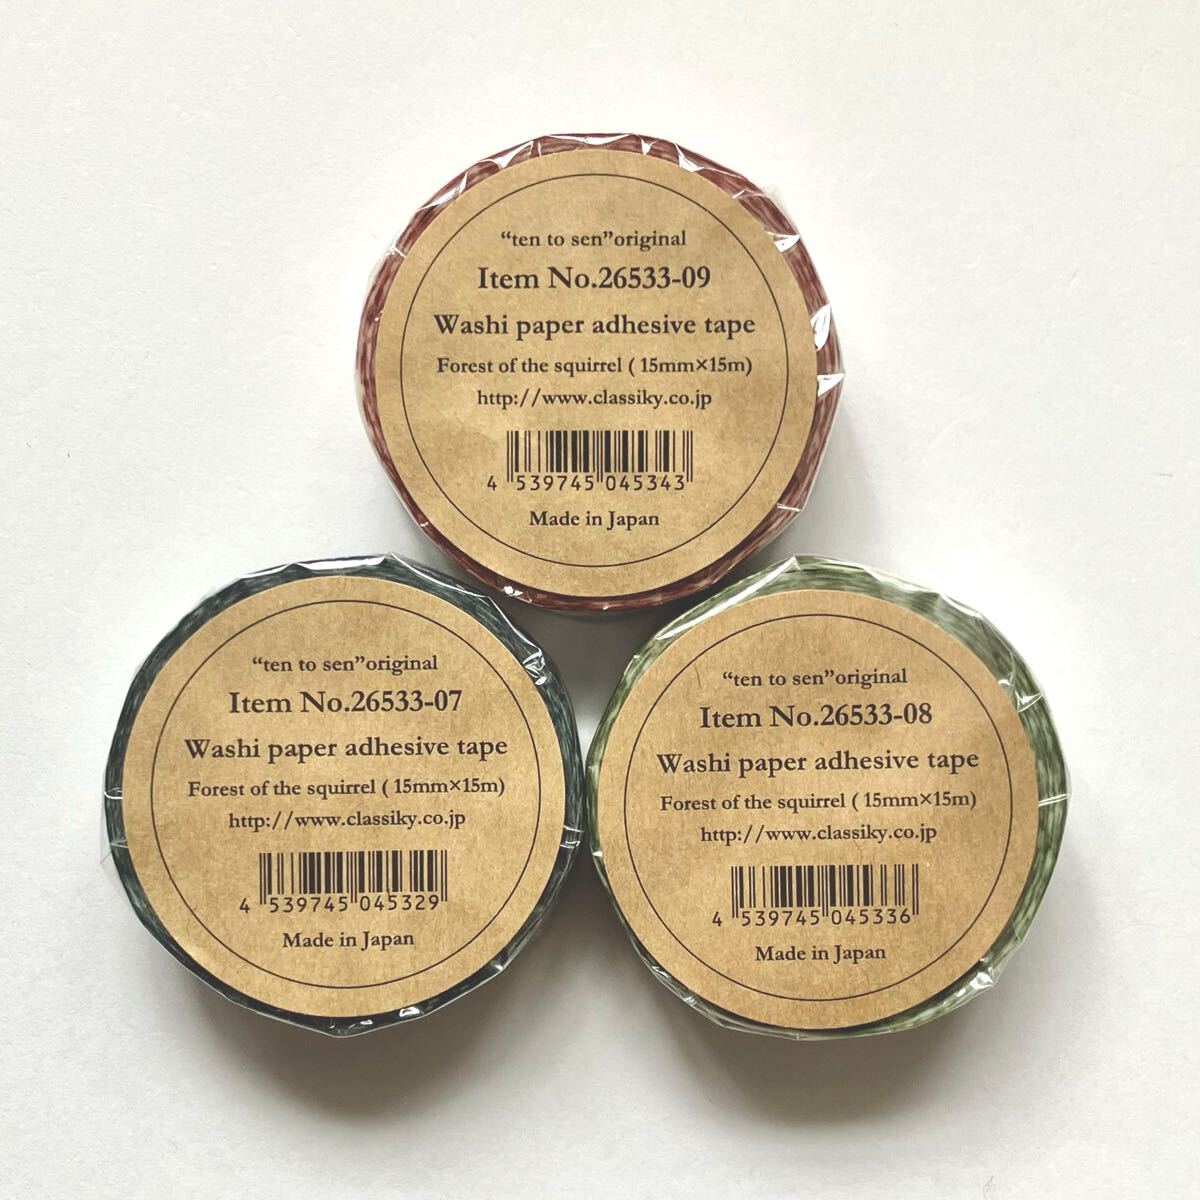 “ten to sen”original
Item No.26533-09
Washi paper adhesive tape
Forest of the squirrel ( 15mm×15m)
http://www.classiky.co.jp
4 539745 045343
Made in Japan
“ten to sen”original
Item No.26533-07
Washi paper adhesive tape
Forest of the squirrel ( 15mm×15m)
http://www.classiky.co.jp
4 539745 045329
Made in Japan
“ten to sen”original
Item No.26533-08
Washi paper adhesive tape
Forest of the squirrel ( 15mm×15m)
http://www.classiky.co.jp
4 539745 045336
Made in Japan